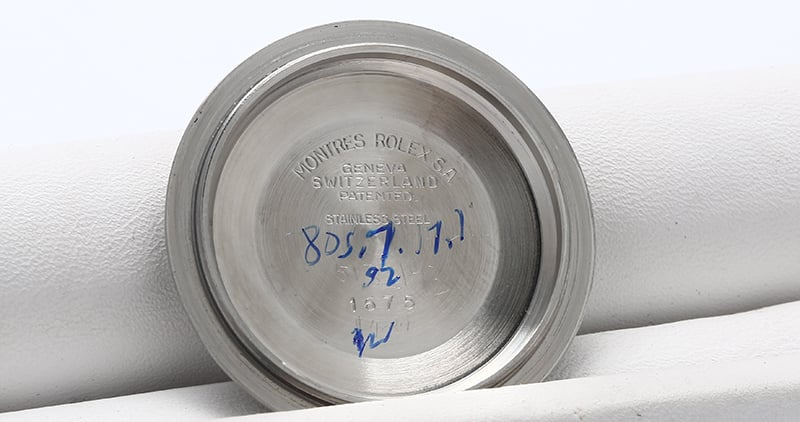 MONTRES ROLEX S.A.
GENEVA
SWITZERLAND
PATENTED.
STAINLESS STEEL
92
1675